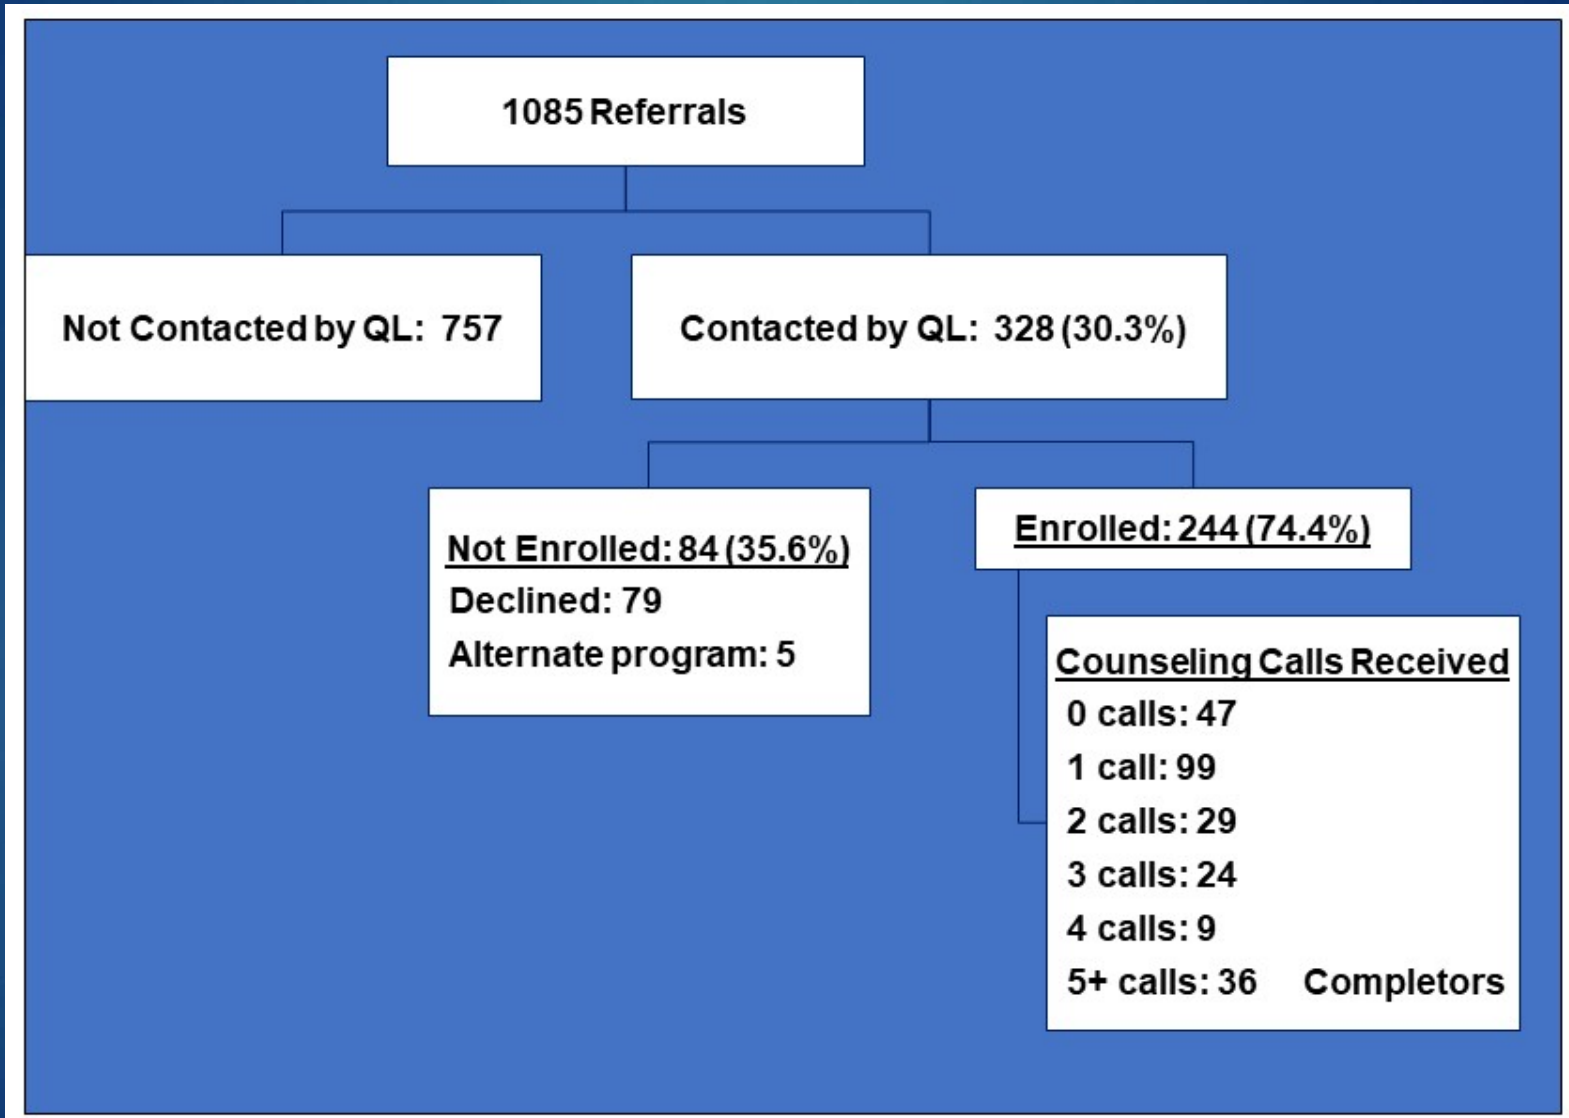 1085 Referrals
Not Contacted by QL: 757
Contacted by QL: 328 (30.3%)
Not Enrolled: 84 (35.6%)
Declined: 79
Alternate program: 5
Enrolled: 244 (74.4%)
Counseling Calls Received
0 calls: 47
1 call: 99
2 calls: 29
3 calls: 24
4 calls: 9
5+ calls: 36 Completors